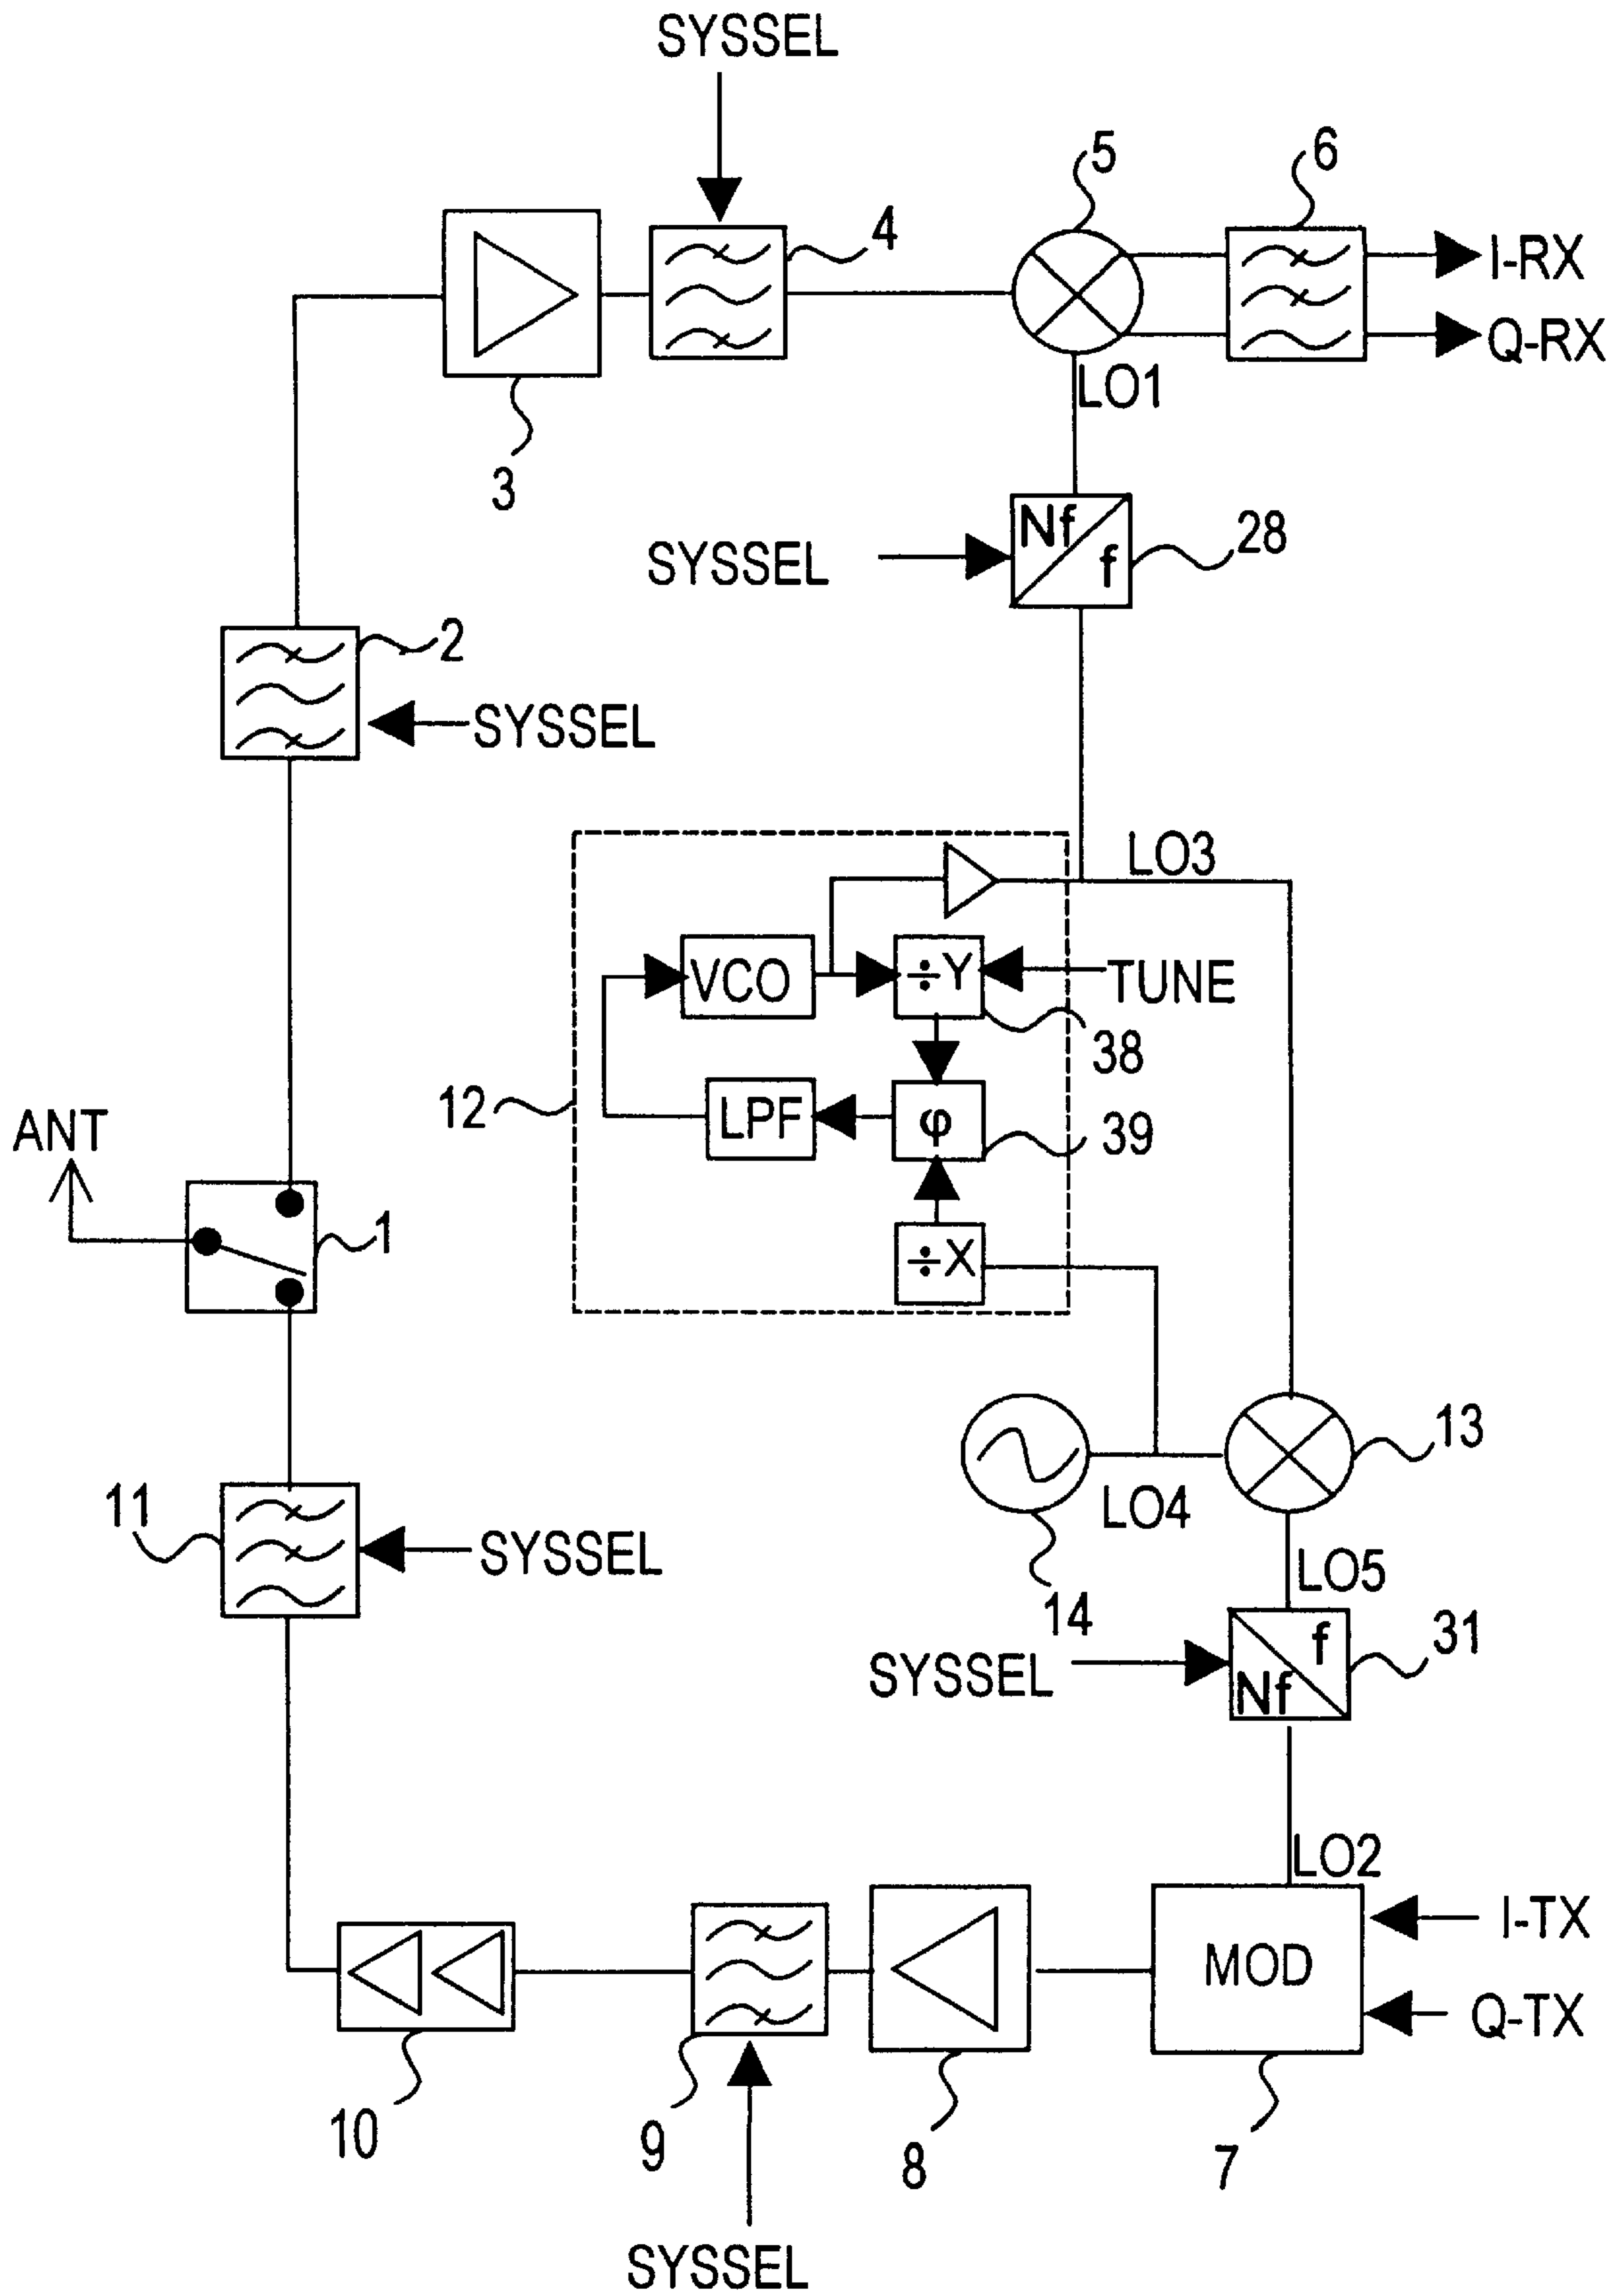 SYSSEL
5
6
4
I-RX
Q-RX
LO1
3
Nf
f
28
SYSSEL
2
SYSSEL
LO3
VCO
÷Y
TUNE
38
12
LPF
φ
39
ANT
1
÷X
13
11
LO4
SYSSEL
LO5
14
f
Nf
31
SYSSEL
LO2
I-TX
MOD
Q-TX
10
9
8
7
SYSSEL